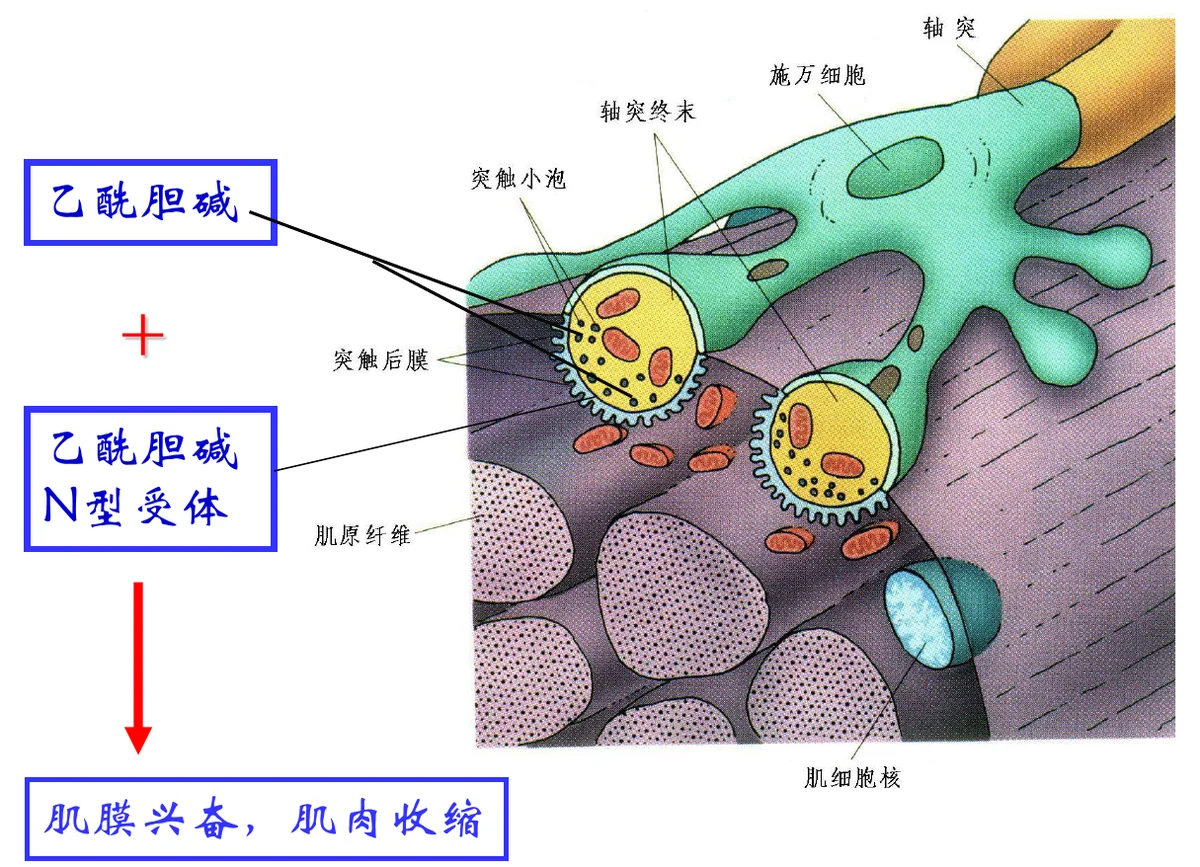 轴突
施万细胞
轴突终末
突触小泡
乙酰胆碱
+
突触后膜
乙酰胆碱
N型受体
肌原纤维
肌细胞核
肌膜兴奋，肌肉收缩